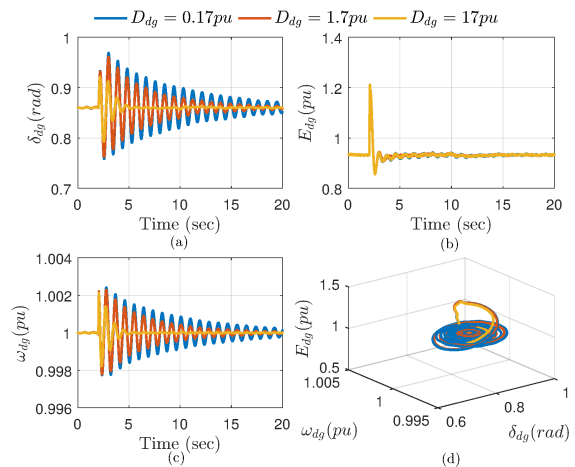 D_dg = 0.17pu D_dg = 1.7pu D_dg = 17pu
1
0.9
0.8
0.7
δ_dg(rad)
0 5 10 15 20
Time (sec)
(a)
1.4
1.2
1
0.8
E_dg(pu)
0 5 10 15 20
Time (sec)
(b)
1.004
1.002
1
0.998
0.996
ω_dg(pu)
0 5 10 15 20
Time (sec)
(c)
1.5
1
0.5
E_dg(pu)
1.005
1
0.995
ω_dg(pu)
0.6
0.8
1
δ_dg(rad)
(d)